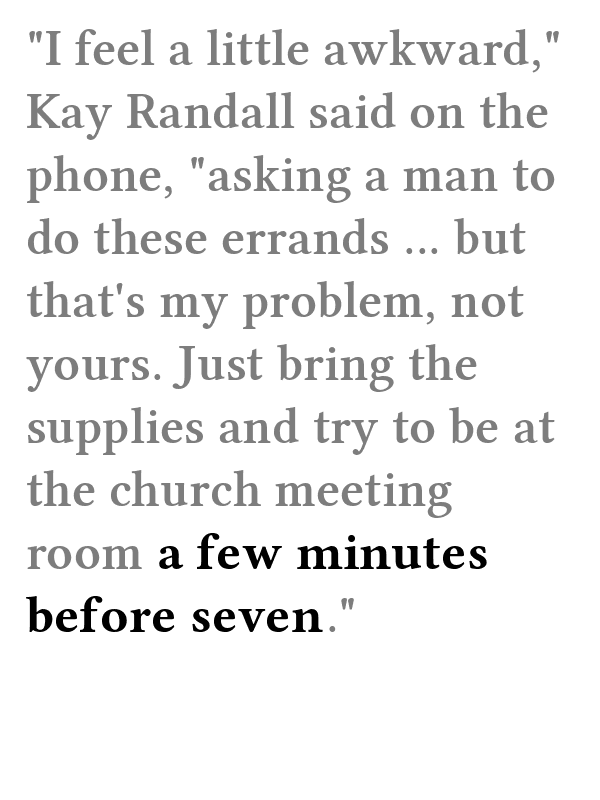 "I feel a little awkward,"
Kay Randall said on the
phone, "asking a man to
do these errands ... but
that's my problem, not
yours. Just bring the
supplies and try to be at
the church meeting
room a few minutes
before seven."